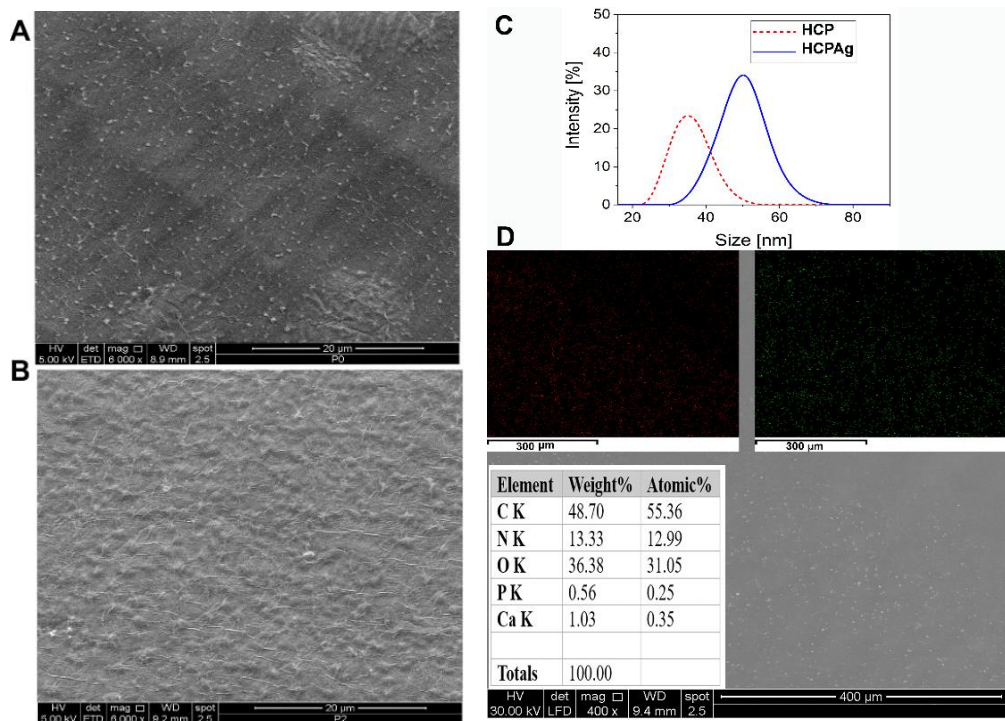 A
HV det mag □ WD spot 20 µm
5.00 kV ETD 6 000 x 8.9 mm 2.5 P0
B
HV det mag □ WD spot 20 µm
5.00 kV ETD 6 000 x 9.2 mm 2.5 P2
C
50
40
30
20
10
0
Intensity [%]
HCP
HCPAg
20 40 60 80
Size [nm]
D
300 µm 300 µm
Element Weight% Atomic%
C K 48.70 55.36
N K 13.33 12.99
O K 36.38 31.05
P K 0.56 0.25
Ca K 1.03 0.35
Totals 100.00
HV det mag □ WD spot 400 µm
30.00 kV LFD 400 x 9.4 mm 2.5